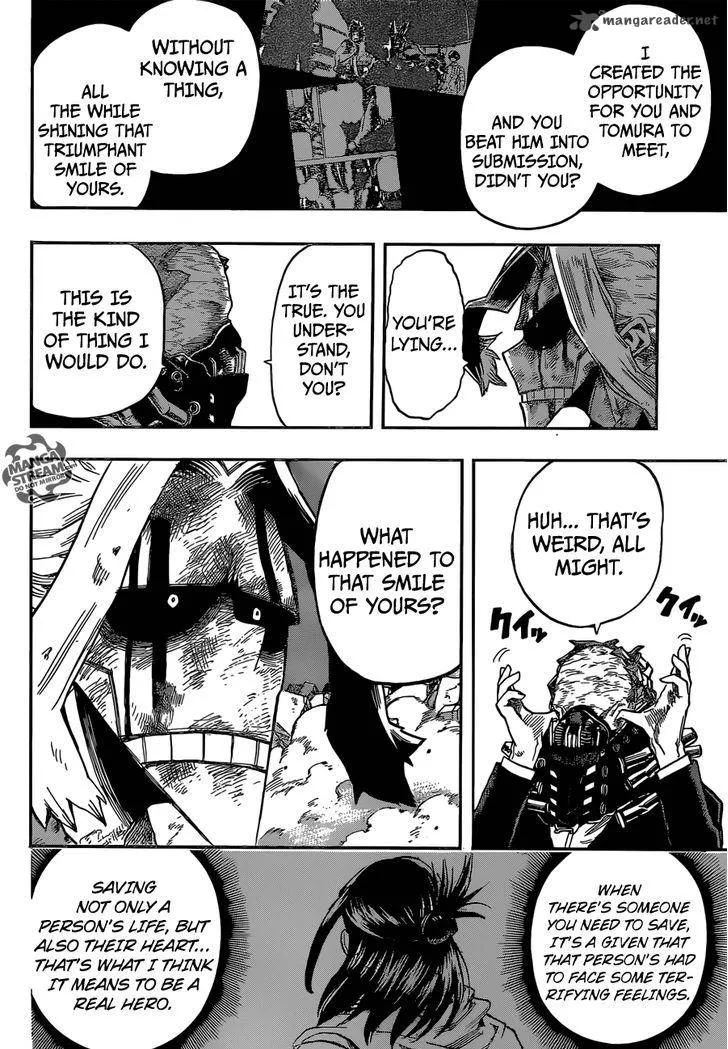 mangareader.net
I
CREATED THE
OPPORTUNITY
FOR YOU AND
TOMURA TO
MEET,
AND YOU
BEAT HIM INTO
SUBMISSION,
DIDN'T YOU?
WITHOUT
KNOWING A
THING,
ALL
THE WHILE
SHINING THAT
TRIUMPHANT
SMILE OF
YOURS.
YOU'RE
LYING...
IT'S THE
TRUE. YOU
UNDER-
STAND,
DON'T
YOU?
THIS IS
THE KIND
OF THING I
WOULD DO.
MANGA
STREAM.com
DO NOT MIRROR
HUH... THAT'S
WEIRD, ALL
MIGHT.
クイッ
クイッ
WHAT
HAPPENED TO
THAT SMILE
OF YOURS?
WHEN
THERE'S SOMEONE
YOU NEED TO SAVE,
IT'S A GIVEN THAT
THAT PERSON'S HAD
TO FACE SOME TER-
RIFYING FEELINGS.
SAVING
NOT ONLY A
PERSON'S LIFE, BUT
ALSO THEIR HEART...
THAT'S WHAT I THINK
IT MEANS TO BE A
REAL HERO.